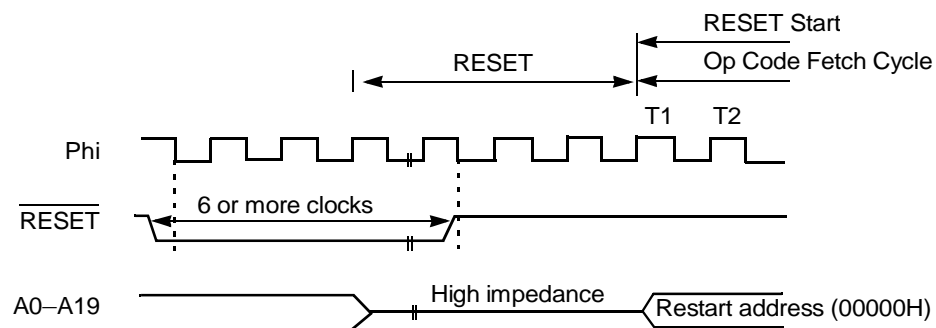 RESET Start
RESET
Op Code Fetch Cycle
T1 T2
Phi
RESET
6 or more clocks
A0–A19
High impedance
Restart address (00000H)